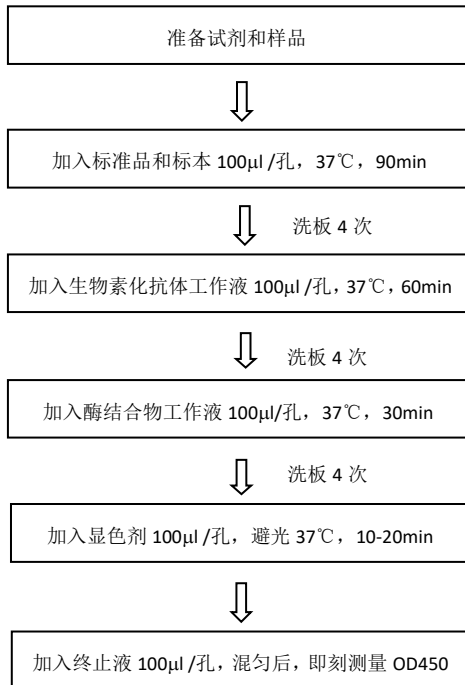 准备试剂和样品
加入标准品和标本 100μl /孔，37℃，90min
洗板 4 次
加入生物素化抗体工作液 100μl /孔，37℃，60min
洗板 4 次
加入酶结合物工作液 100μl/孔，37℃，30min
洗板 4 次
加入显色剂 100μl /孔，避光 37℃，10-20min
加入终止液 100μl /孔，混匀后，即刻测量 OD450